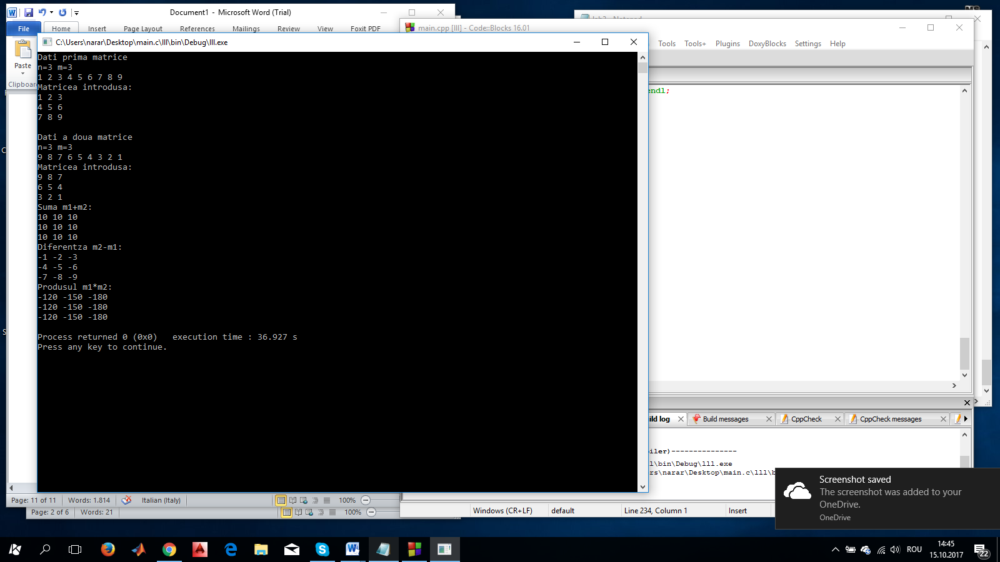 Document1 - Microsoft Word (Trial)
File Home Insert Page Layout References Mailings Review View Foxit PDF
Paste
main.cpp [lll] - Code::Blocks 16.01
Tools Tools+ Plugins DoxyBlocks Settings Help
C:\Users\narar\Desktop\main.c\lll\bin\Debug\lll.exe
Dati prima matrice
n=3 m=3
1 2 3 4 5 6 7 8 9
Matricea introdusa:
1 2 3
4 5 6
7 8 9
Dati a doua matrice
n=3 m=3
9 8 7 6 5 4 3 2 1
Matricea introdusa:
9 8 7
6 5 4
3 2 1
Suma m1+m2:
10 10 10
10 10 10
10 10 10
Diferentza m2-m1:
-1 -2 -3
-4 -5 -6
-7 -8 -9
Produsul m1*m2:
-120 -150 -180
-120 -150 -180
-120 -150 -180
Process returned 0 (0x0) execution time : 36.927 s
Press any key to continue.
endl;
ild log Build messages CppCheck CppCheck messages
piler)---------------
l\bin\Debug\lll.exe
rs\narar\Desktop\main.c\lll\b
Page: 11 of 11 Words: 1.814 Italian (Italy) 100%
Page: 2 of 6 Words: 21 100%
Windows (CR+LF) default Line 234, Column 1 Insert
Screenshot saved
The screenshot was added to your
OneDrive.
OneDrive
ROU
14:45
15.10.2017
22